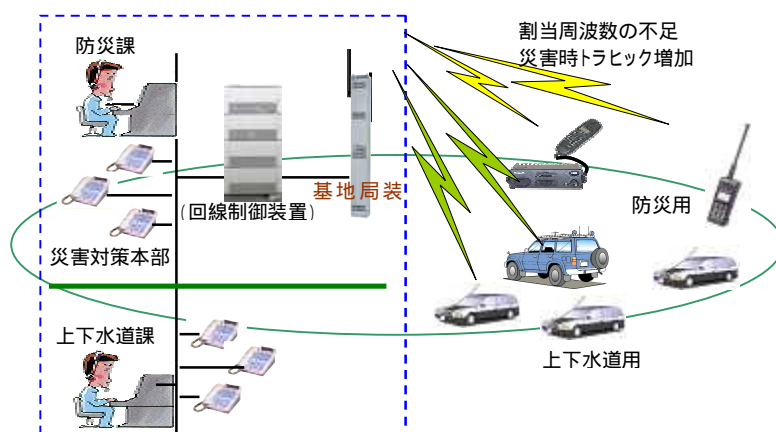 防災課
割当周波数の不足
災害時トラヒック増加
基地局装
(回線制御装置)
防災用
災害対策本部
上下水道課
上下水道用